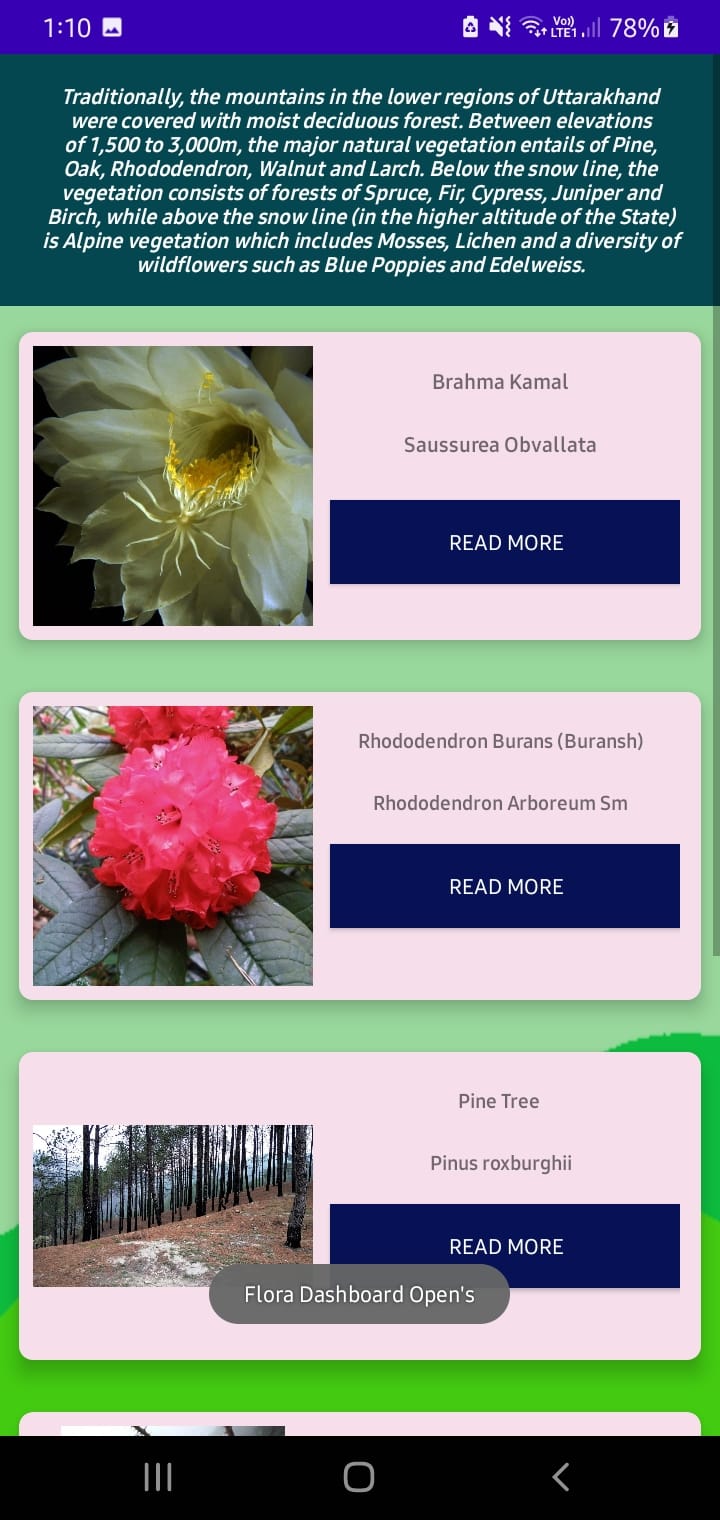 1:10 Vo)) LTE1 78%
Traditionally, the mountains in the lower regions of Uttarakhand
were covered with moist deciduous forest. Between elevations
of 1,500 to 3,000m, the major natural vegetation entails of Pine,
Oak, Rhododendron, Walnut and Larch. Below the snow line, the
vegetation consists of forests of Spruce, Fir, Cypress, Juniper and
Birch, while above the snow line (in the higher altitude of the State)
is Alpine vegetation which includes Mosses, Lichen and a diversity of
wildflowers such as Blue Poppies and Edelweiss.
Brahma Kamal
Saussurea Obvallata
READ MORE
Rhododendron Burans (Buransh)
Rhododendron Arboreum Sm
READ MORE
Pine Tree
Pinus roxburghii
READ MORE
Flora Dashboard Open's